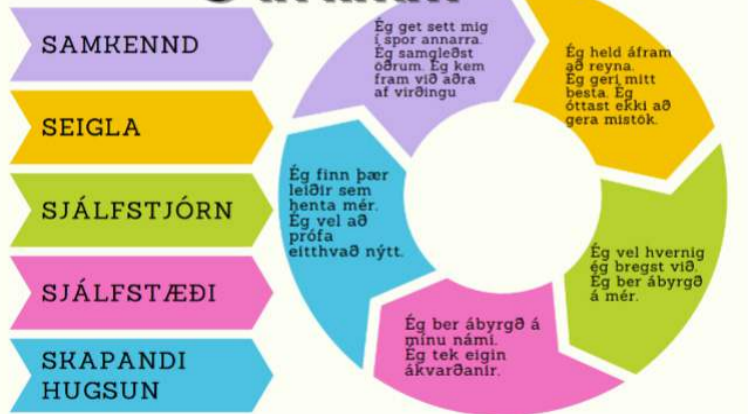 SAMKENND
SEIGLA
SJÁLFSTJÓRN
SJÁLFSTÆÐI
SKAPANDI
HUGSUN
Ég get sett mig
í spor annarra.
Ég samgleðst
öðrum. Ég kem
fram við aðra
af virðingu
Ég held áfram
að reyna.
Ég geri mitt
besta. Ég
óttast ekki að
gera mistök.
Ég vel hvernig
ég bregst við.
Ég ber ábyrgð
á mér.
Ég ber ábyrgð á
mínu námi.
Ég tek eigin
ákvarðanir.
Ég finn þær
leiðir sem
henta mér.
Ég vel að
prófa
eitthvað nýtt.